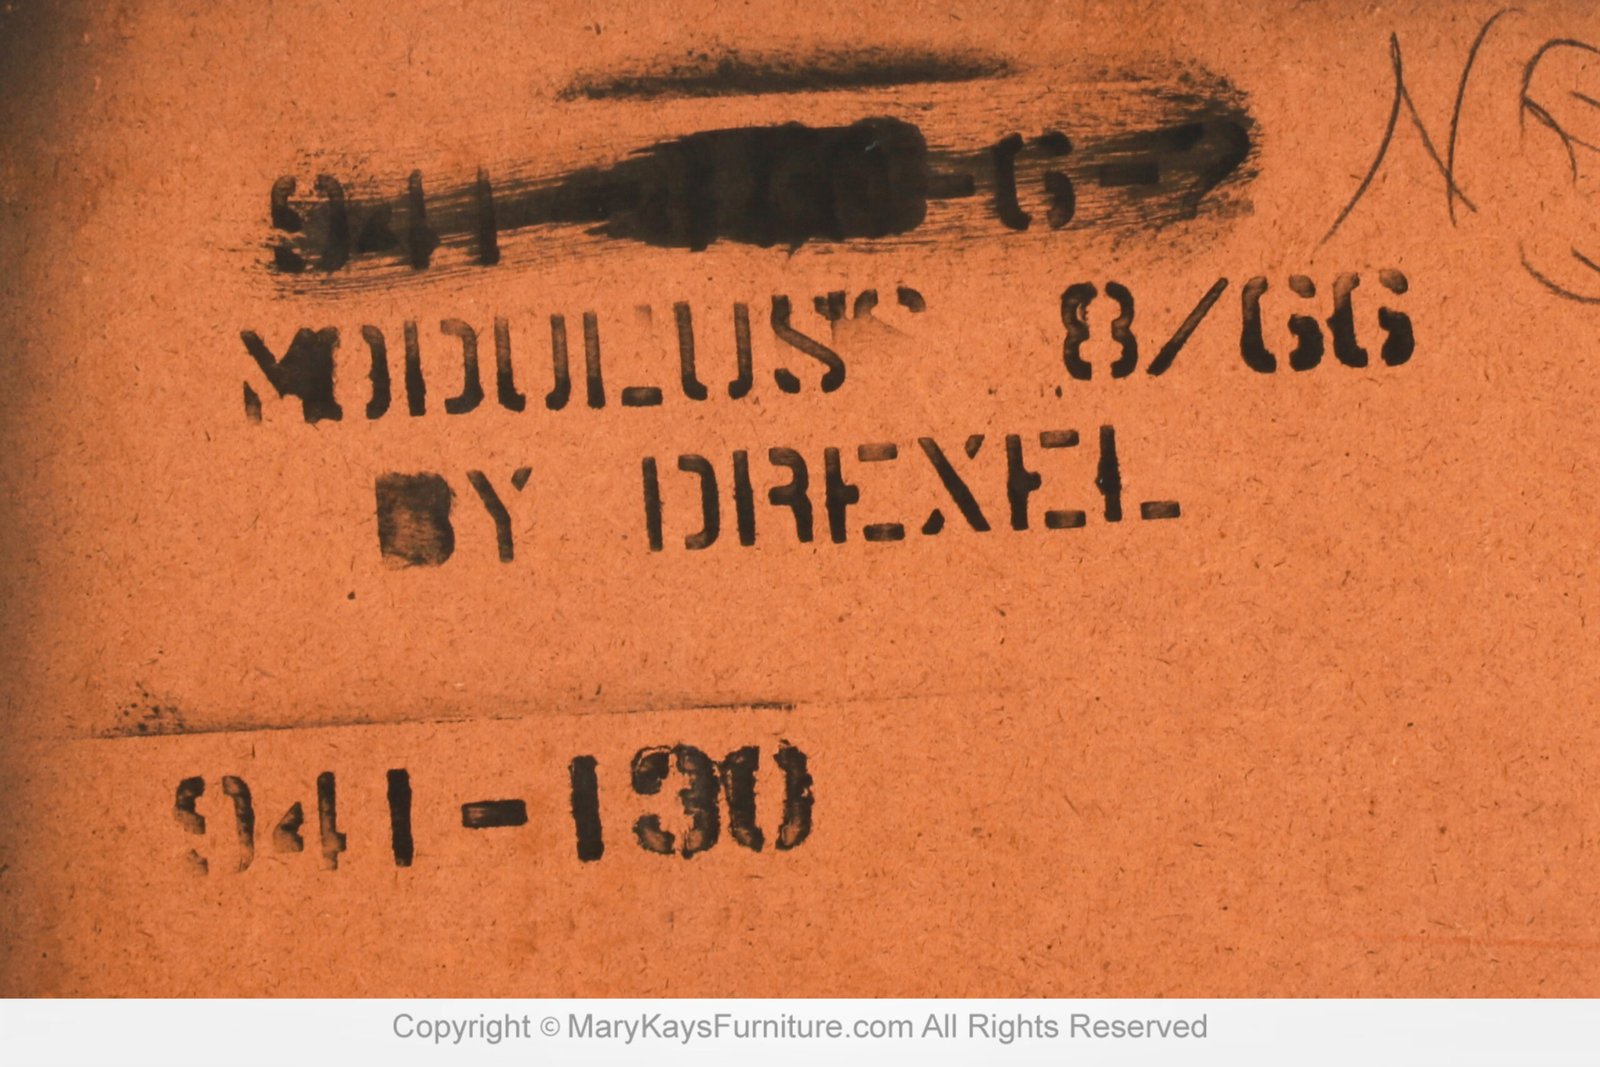 MODULUS 8/66
BY DREXEL
941-130
Copyright © MaryKaysFurniture.com All Rights Reserved